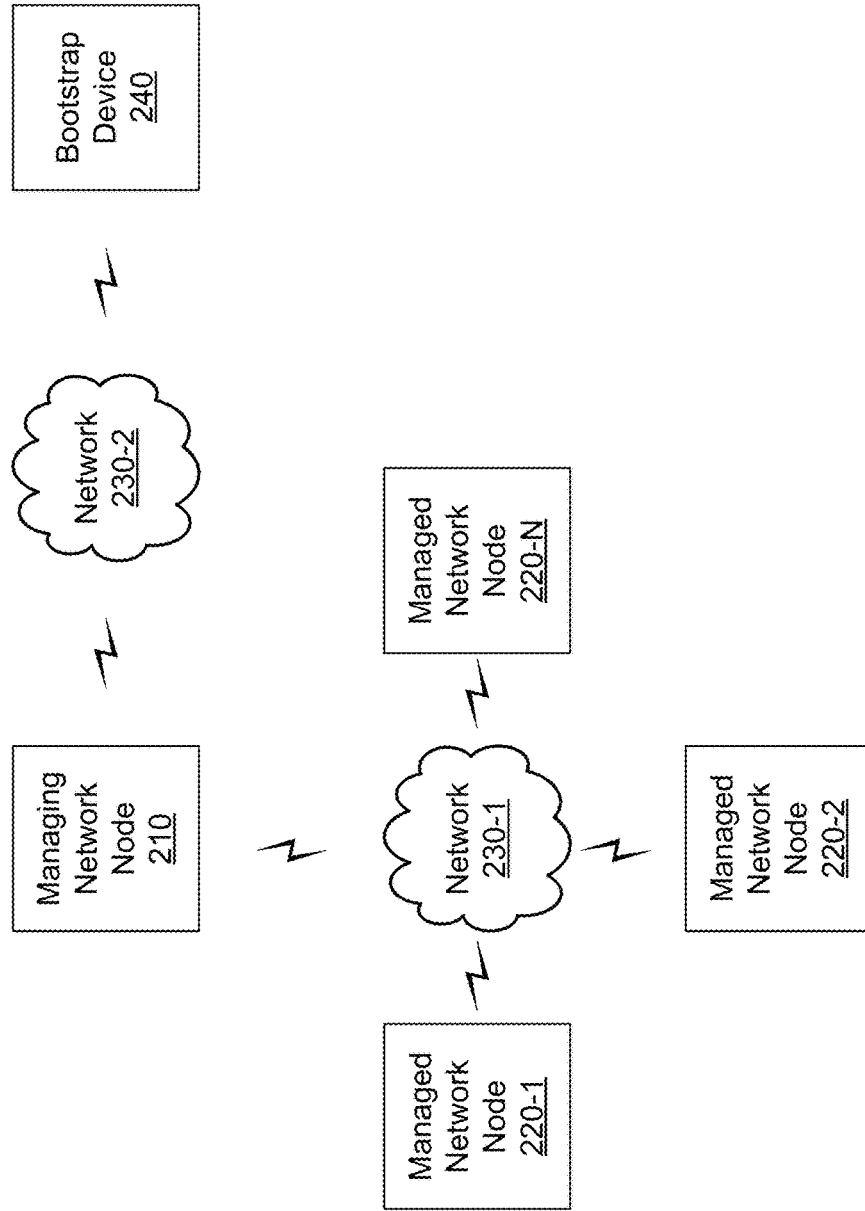 Managing
Network
Node
210
Network
230-2
Bootstrap
Device
240
Managed
Network
Node
220-1
Network
230-1
Managed
Network
Node
220-N
Managed
Network
Node
220-2